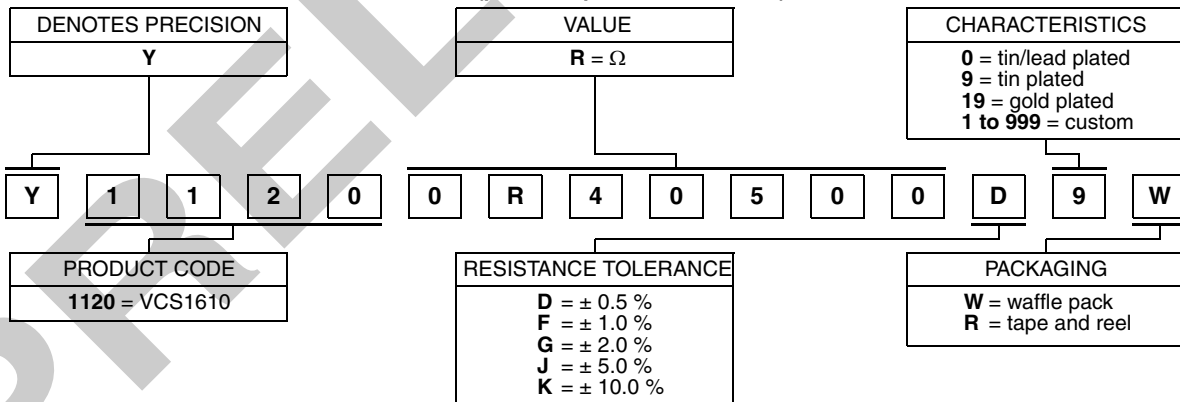 DENOTES PRECISION
Y
VALUE
R = Ω
CHARACTERISTICS
0 = tin/lead plated
9 = tin plated
19 = gold plated
1 to 999 = custom
Y 1 1 2 0 0 R 4 0 5 0 0 D 9 W
PRODUCT CODE
1120 = VCS1610
RESISTANCE TOLERANCE
D = ± 0.5 %
F = ± 1.0 %
G = ± 2.0 %
J = ± 5.0 %
K = ± 10.0 %
PACKAGING
W = waffle pack
R = tape and reel